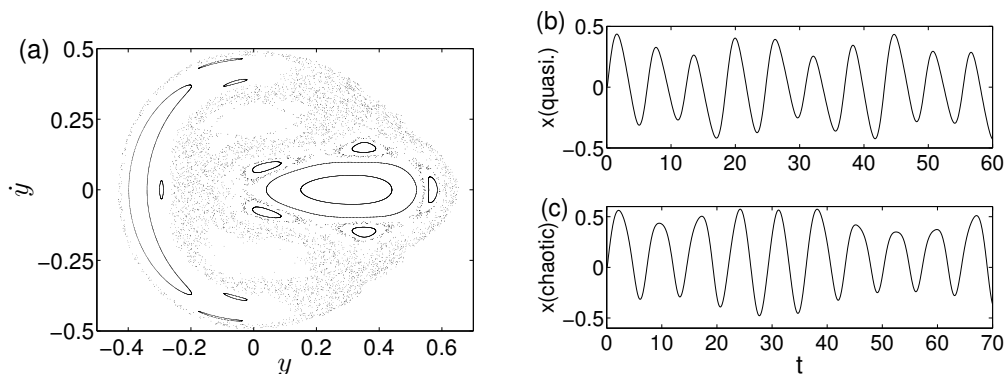 (a)
0.5
0.25
0
−0.25
−0.5
ẏ
−0.4 −0.2 0 0.2 0.4 0.6
y
(b)
0.5
0
−0.5
x(quasi.)
0 10 20 30 40 50 60
(c)
0.5
0
−0.5
x(chaotic)
0 10 20 30 40 50 60 70
t